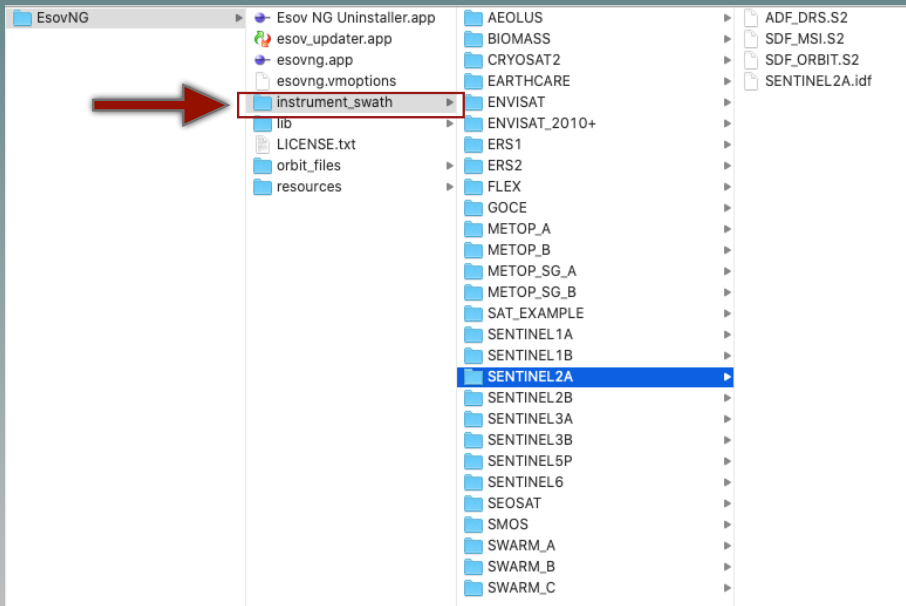 EsovNG
Esov NG Uninstaller.app
esov_updater.app
esovng.app
esovng.vmoptions
instrument_swath
lib
LICENSE.txt
orbit_files
resources
AEOLUS
BIOMASS
CRYOSAT2
EARTHCARE
ENVISAT
ENVISAT_2010+
ERS1
ERS2
FLEX
GOCE
METOP_A
METOP_B
METOP_SG_A
METOP_SG_B
SAT_EXAMPLE
SENTINEL1A
SENTINEL1B
SENTINEL2A
SENTINEL2B
SENTINEL3A
SENTINEL3B
SENTINEL5P
SENTINEL6
SEOSAT
SMOS
SWARM_A
SWARM_B
SWARM_C
ADF_DRS.S2
SDF_MSI.S2
SDF_ORBIT.S2
SENTINEL2A.idf